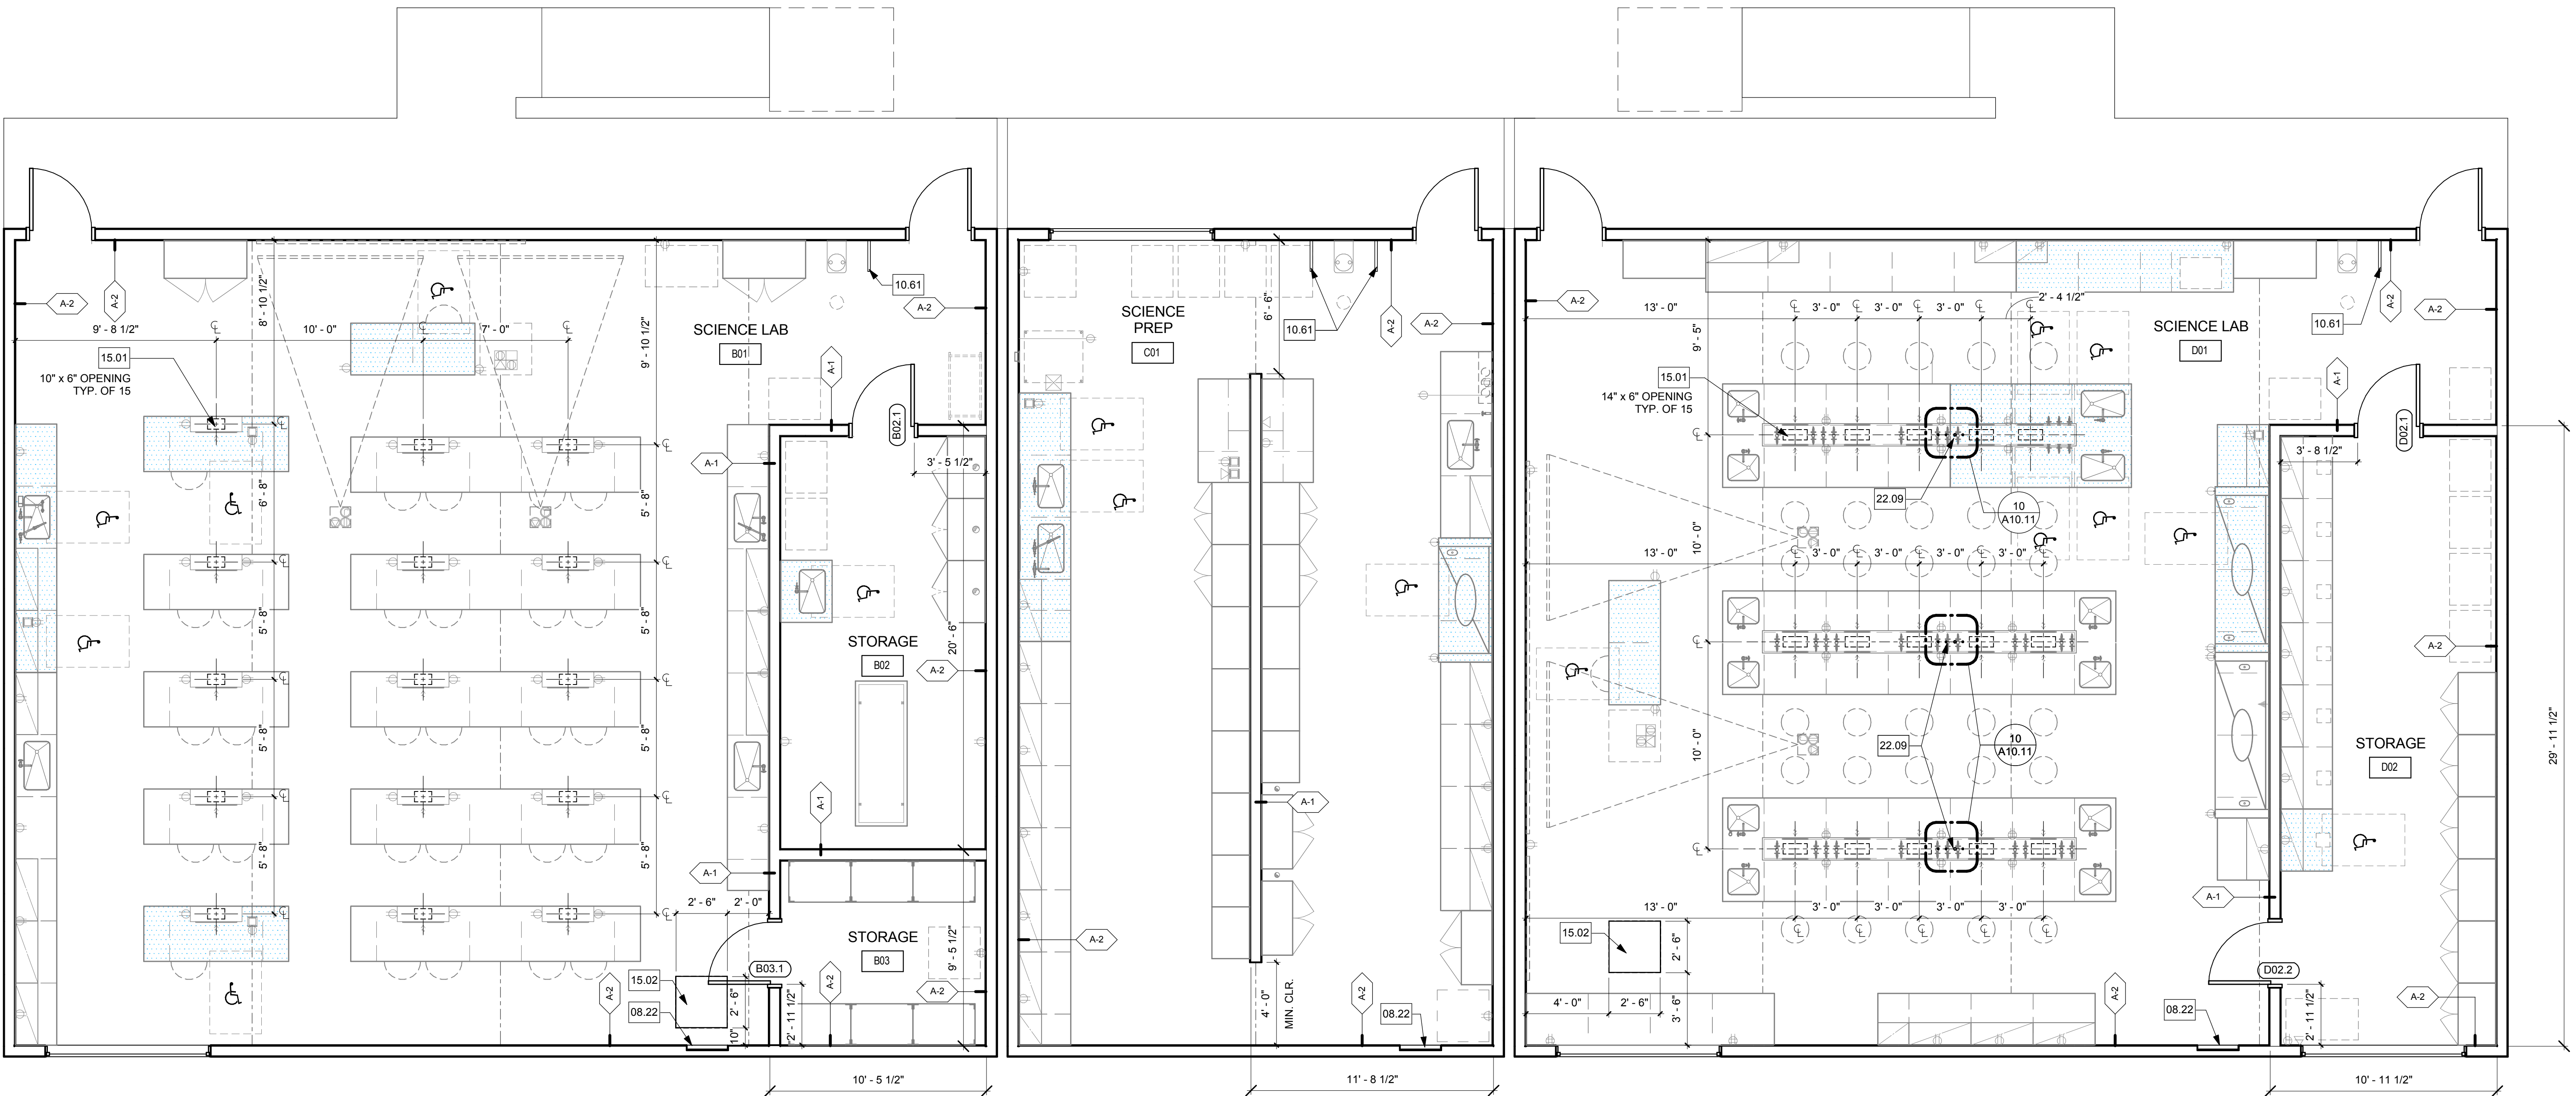 SCIENCE LAB
B01
A-2
A-2
9' - 8 1/2"
8' - 10 1/2"
10' - 0"
7' - 0"
9' - 10 1/2"
15.01
10" x 6" OPENING
TYP. OF 15
10.61
A-2
A-1
B02.1
A-1
3' - 5 1/2"
6' - 8"
5' - 8"
5' - 8"
5' - 8"
5' - 8"
5' - 8"
5' - 8"
5' - 8"
5' - 8"
STORAGE
B02
20' - 6"
A-2
A-1
A-1
2' - 6"
2' - 0"
STORAGE
B03
9' - 5 1/2"
B03.1
15.02
08.22
A-2
2' - 6"
10"
2' - 11 1/2"
A-2
A-2
10' - 5 1/2"
SCIENCE
PREP
C01
6' - 6"
10.61
A-2
A-2
A-1
A-2
4' - 0"
MIN. CLR.
A-2
08.22
11' - 8 1/2"
SCIENCE LAB
D01
A-2
13' - 0"
3' - 0"
3' - 0"
3' - 0"
2' - 4 1/2"
9' - 5"
15.01
14" x 6" OPENING
TYP. OF 15
10.61
A-2
A-2
A-1
D02.1
3' - 8 1/2"
22.09
10
A10.11
10' - 0"
13' - 0"
3' - 0"
3' - 0"
3' - 0"
3' - 0"
22.09
10
A10.11
10' - 0"
A-2
STORAGE
D02
29' - 11 1/2"
13' - 0"
3' - 0"
3' - 0"
3' - 0"
3' - 0"
A-1
15.02
2' - 6"
4' - 0"
2' - 6"
3' - 6"
D02.2
A-2
08.22
2' - 11 1/2"
A-2
10' - 11 1/2"